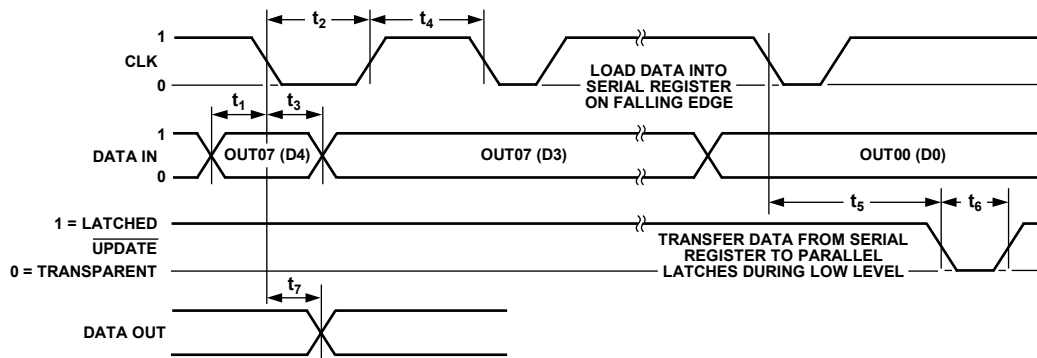 t2
t4
1
CLK
0
LOAD DATA INTO
SERIAL REGISTER
ON FALLING EDGE
t1
t3
1
DATA IN
0
OUT07 (D4)
OUT07 (D3)
OUT00 (D0)
t5
t6
1 = LATCHED
UPDATE
0 = TRANSPARENT
TRANSFER DATA FROM SERIAL
REGISTER TO PARALLEL
LATCHES DURING LOW LEVEL
t7
DATA OUT